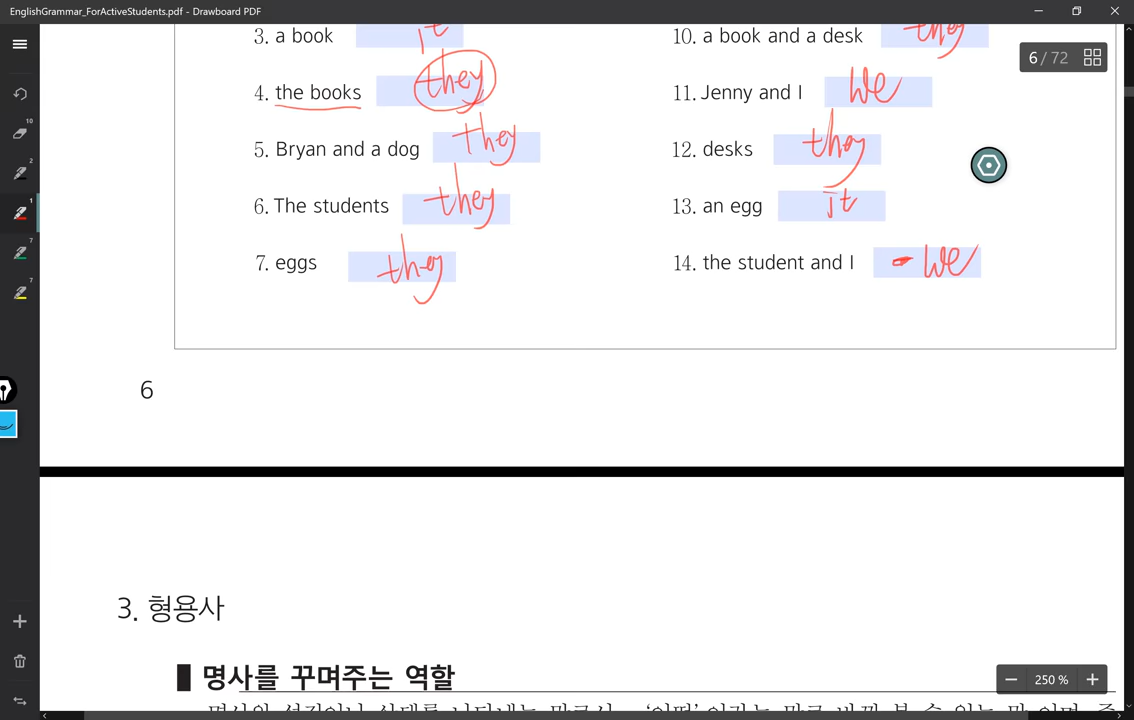 EnglishGrammar_ForActiveStudents.pdf - Drawboard PDF
6 / 72
3. a book it
4. the books they
5. Bryan and a dog they
6. The students they
7. eggs they
10. a book and a desk they
11. Jenny and I we
12. desks they
13. an egg it
14. the student and I we
10
2
1
7
7
6
3. 형용사
명사를 꾸며주는 역할
250 %